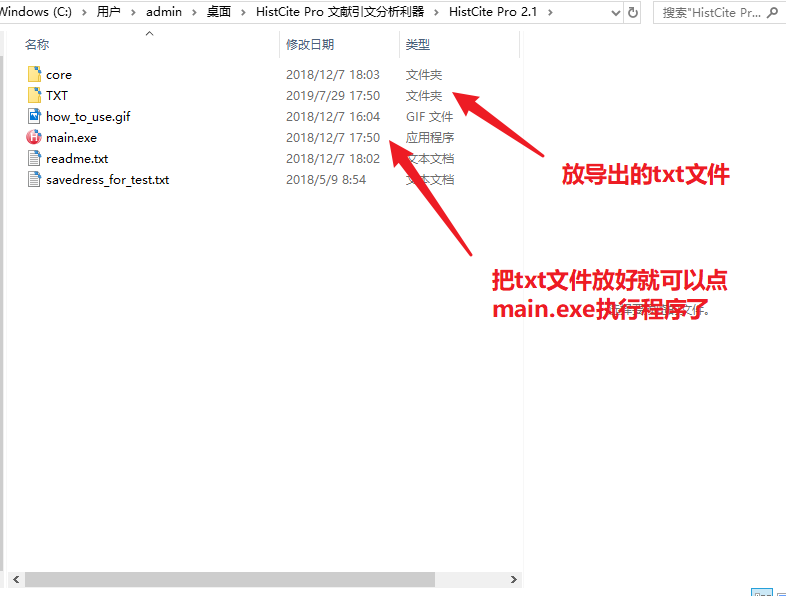 Windows (C:) > 用户 > admin > 桌面 > HistCite Pro 文献引文分析利器 > HistCite Pro 2.1 > 搜索"HistCite Pr...
名称 修改日期 类型
core 2018/12/7 18:03 文件夹
TXT 2019/7/29 17:50 文件夹
how_to_use.gif 2018/12/7 16:04 GIF 文件
main.exe 2018/12/7 17:50 应用程序
readme.txt 2018/12/7 18:02 文本文档
savedress_for_test.txt 2018/5/9 8:54 文本文档
放导出的txt文件
把txt文件放好就可以点
main.exe执行程序了